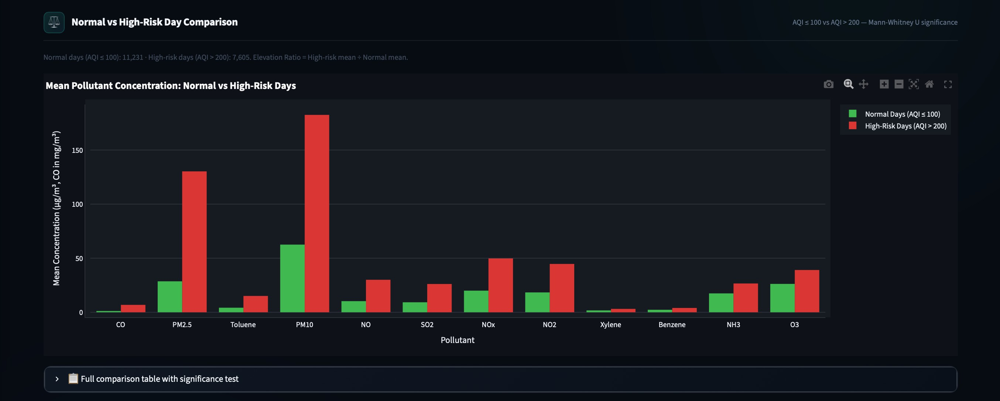 Normal vs High-Risk Day Comparison
AQI ≤ 100 vs AQI > 200 — Mann-Whitney U significance
Normal days (AQI ≤ 100): 11,231 · High-risk days (AQI > 200): 7,605. Elevation Ratio = High-risk mean ÷ Normal mean.
Mean Pollutant Concentration: Normal vs High-Risk Days
Normal Days (AQI ≤ 100)
High-Risk Days (AQI > 200)
Mean Concentration (µg/m³, CO in mg/m³)
150
100
50
0
CO PM2.5 Toluene PM10 NO SO2 NOx NO2 Xylene Benzene NH3 O3
Pollutant
Full comparison table with significance test